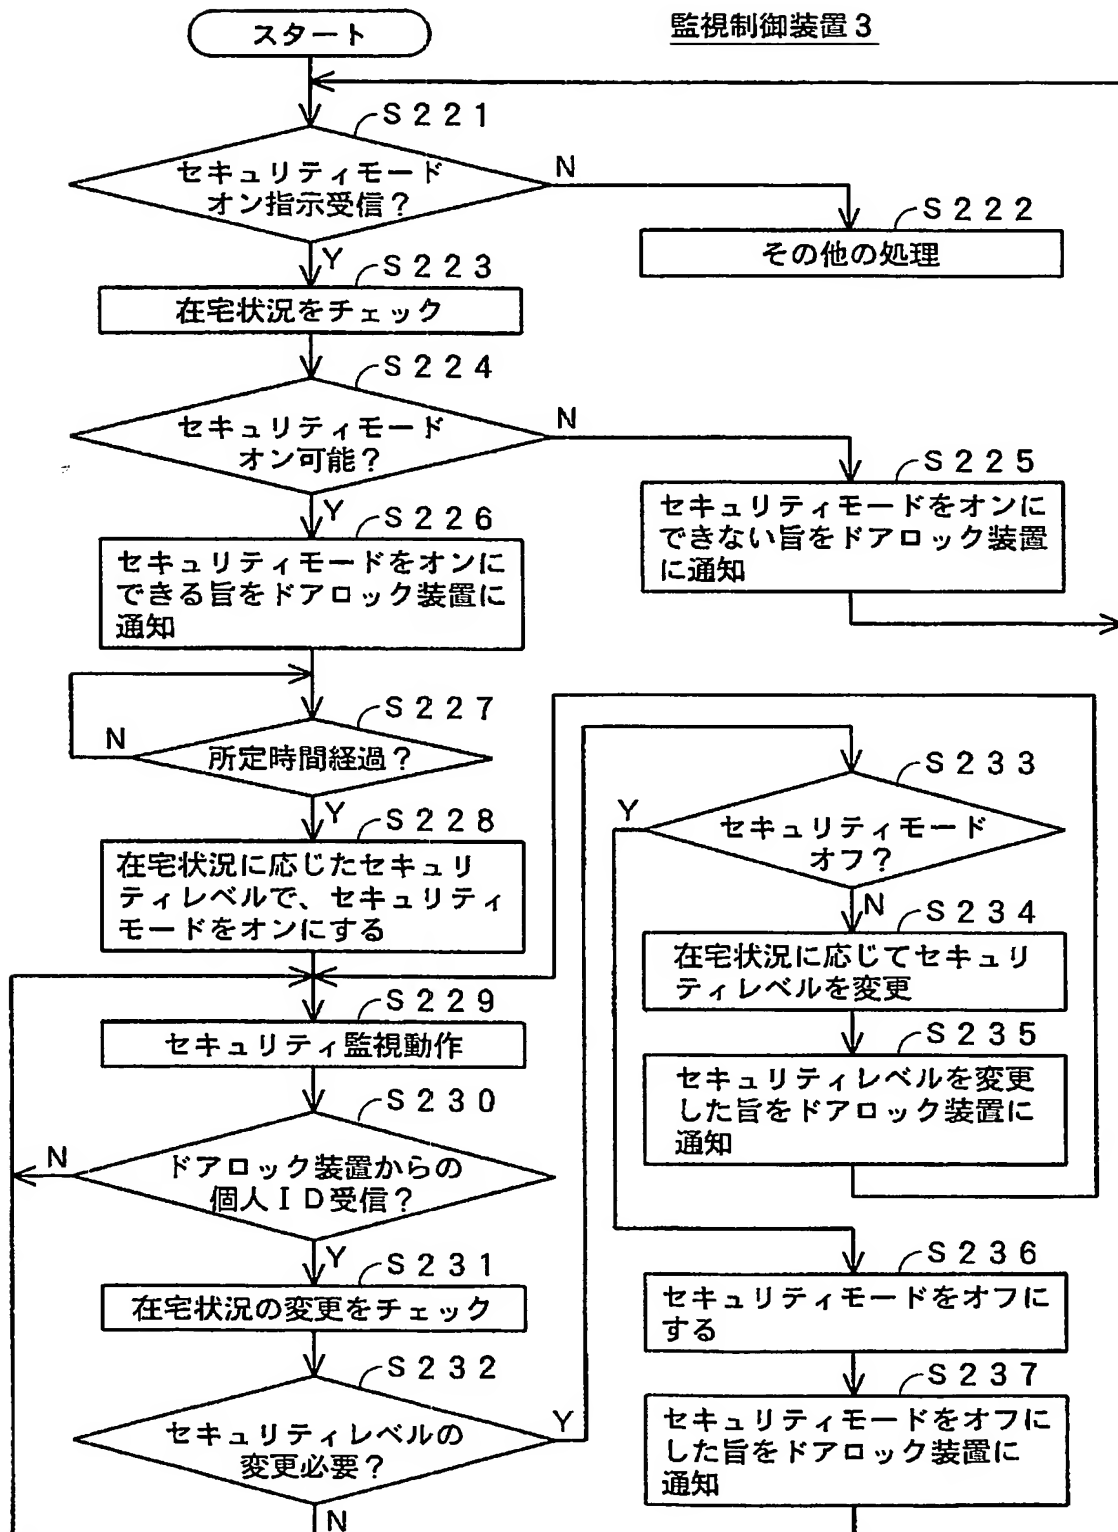 監視制御装置3
スタート
S221
セキュリティモード
オン指示受信?
N
Y
S222
その他の処理
S223
在宅状況をチェック
S224
セキュリティモード
オン可能?
N
Y
S225
セキュリティモードをオンに
できない旨をドアロック装置
に通知
S226
セキュリティモードをオンに
できる旨をドアロック装置に
通知
S227
所定時間経過?
N
Y
S228
在宅状況に応じたセキュリ
ティレベルで、セキュリティ
モードをオンにする
S229
セキュリティ監視動作
S230
ドアロック装置からの
個人ID受信?
N
Y
S231
在宅状況の変更をチェック
S232
セキュリティレベルの
変更必要?
Y
N
S233
セキュリティモード
オフ?
Y
N
S234
在宅状況に応じてセキュリ
ティレベルを変更
S235
セキュリティレベルを変更
した旨をドアロック装置に
通知
S236
セキュリティモードをオフに
する
S237
セキュリティモードをオフに
した旨をドアロック装置に
通知